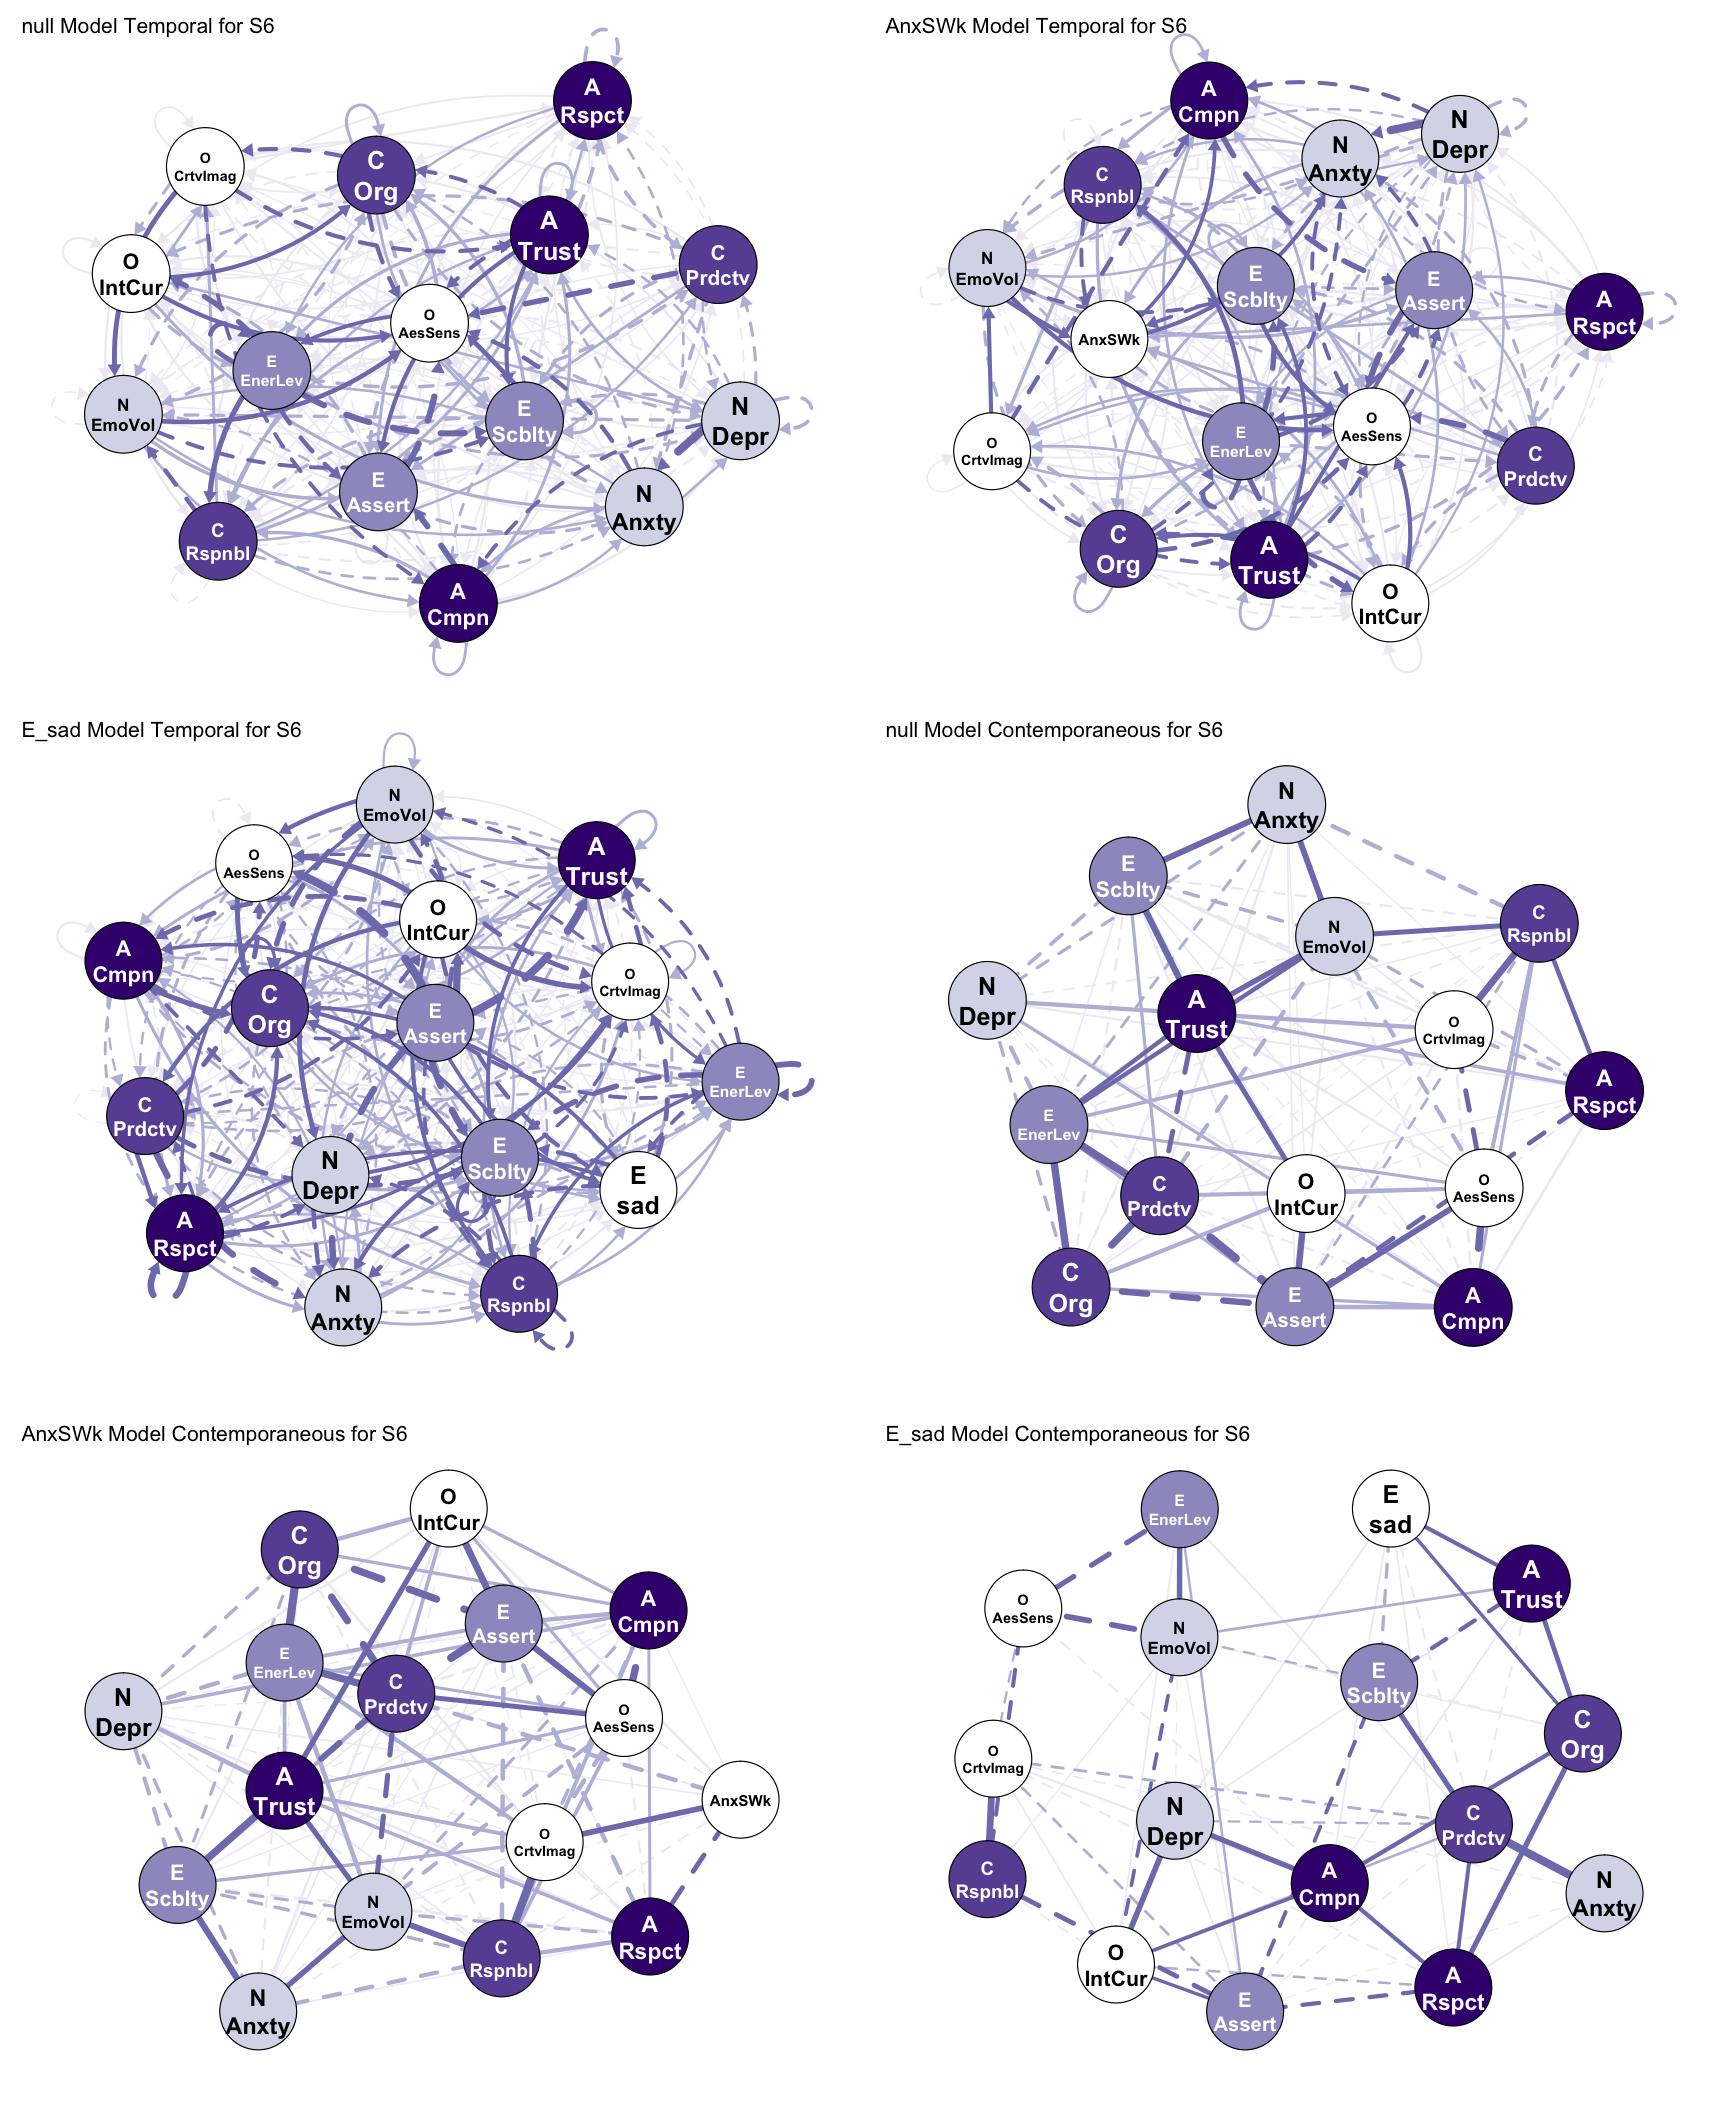 null Model Temporal for S6
A
Rspct
O
CrtvImag
C
Org
A
Trust
C
Prdctv
O
IntCur
O
AesSens
E
EnerLev
N
EmoVol
E
Scblty
N
Depr
E
Assert
N
Anxty
C
Rspnbl
A
Cmpn
AnxSWk Model Temporal for S6
A
Cmpn
N
Depr
N
Anxty
C
Rspnbl
N
EmoVol
E
Scblty
E
Assert
A
Rspct
AnxSWk
O
CrtvImag
E
EnerLev
O
AesSens
C
Prdctv
C
Org
A
Trust
O
IntCur
E_sad Model Temporal for S6
N
EmoVol
O
AesSens
A
Trust
O
IntCur
A
Cmpn
O
CrtvImag
C
Org
E
Assert
E
EnerLev
C
Prdctv
N
Depr
E
Scblty
E
sad
A
Rspct
N
Anxty
C
Rspnbl
null Model Contemporaneous for S6
N
Anxty
E
Scblty
N
EmoVol
C
Rspnbl
N
Depr
A
Trust
O
CrtvImag
A
Rspct
E
EnerLev
C
Prdctv
O
IntCur
O
AesSens
C
Org
E
Assert
A
Cmpn
AnxSWk Model Contemporaneous for S6
O
IntCur
C
Org
A
Cmpn
E
Assert
E
EnerLev
C
Prdctv
N
Depr
O
AesSens
A
Trust
AnxSWk
O
CrtvImag
E
Scblty
N
EmoVol
C
Rspnbl
A
Rspct
N
Anxty
E_sad Model Contemporaneous for S6
E
EnerLev
E
sad
A
Trust
O
AesSens
N
EmoVol
E
Scblty
C
Org
O
CrtvImag
N
Depr
C
Prdctv
C
Rspnbl
A
Cmpn
N
Anxty
O
IntCur
E
Assert
A
Rspct